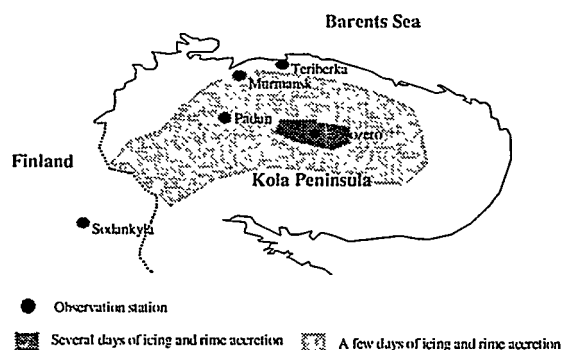 Barents Sea
Teriberka
Murmansk
Padun
Finland
Kola Peninsula
Sodankyla
Observation station
Several days of icing and rime accretion
A few days of icing and rime accretion